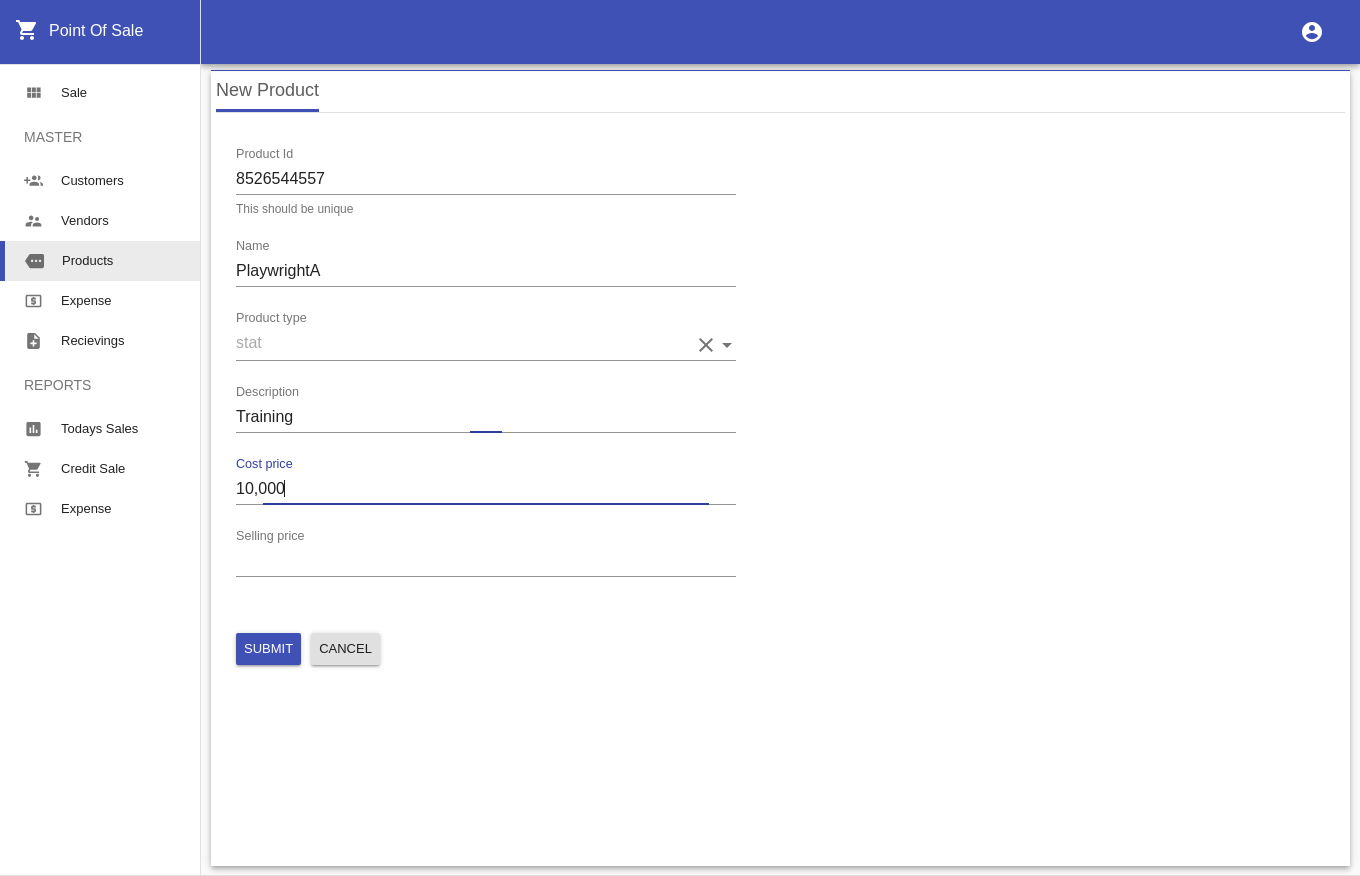 Point Of Sale
Sale
MASTER
Customers
Vendors
Products
Expense
Recievings
REPORTS
Todays Sales
Credit Sale
Expense
New Product
Product Id
8526544557
This should be unique
Name
PlaywrightA
Product type
stat
Description
Training
Cost price
10,000
Selling price
SUBMIT CANCEL